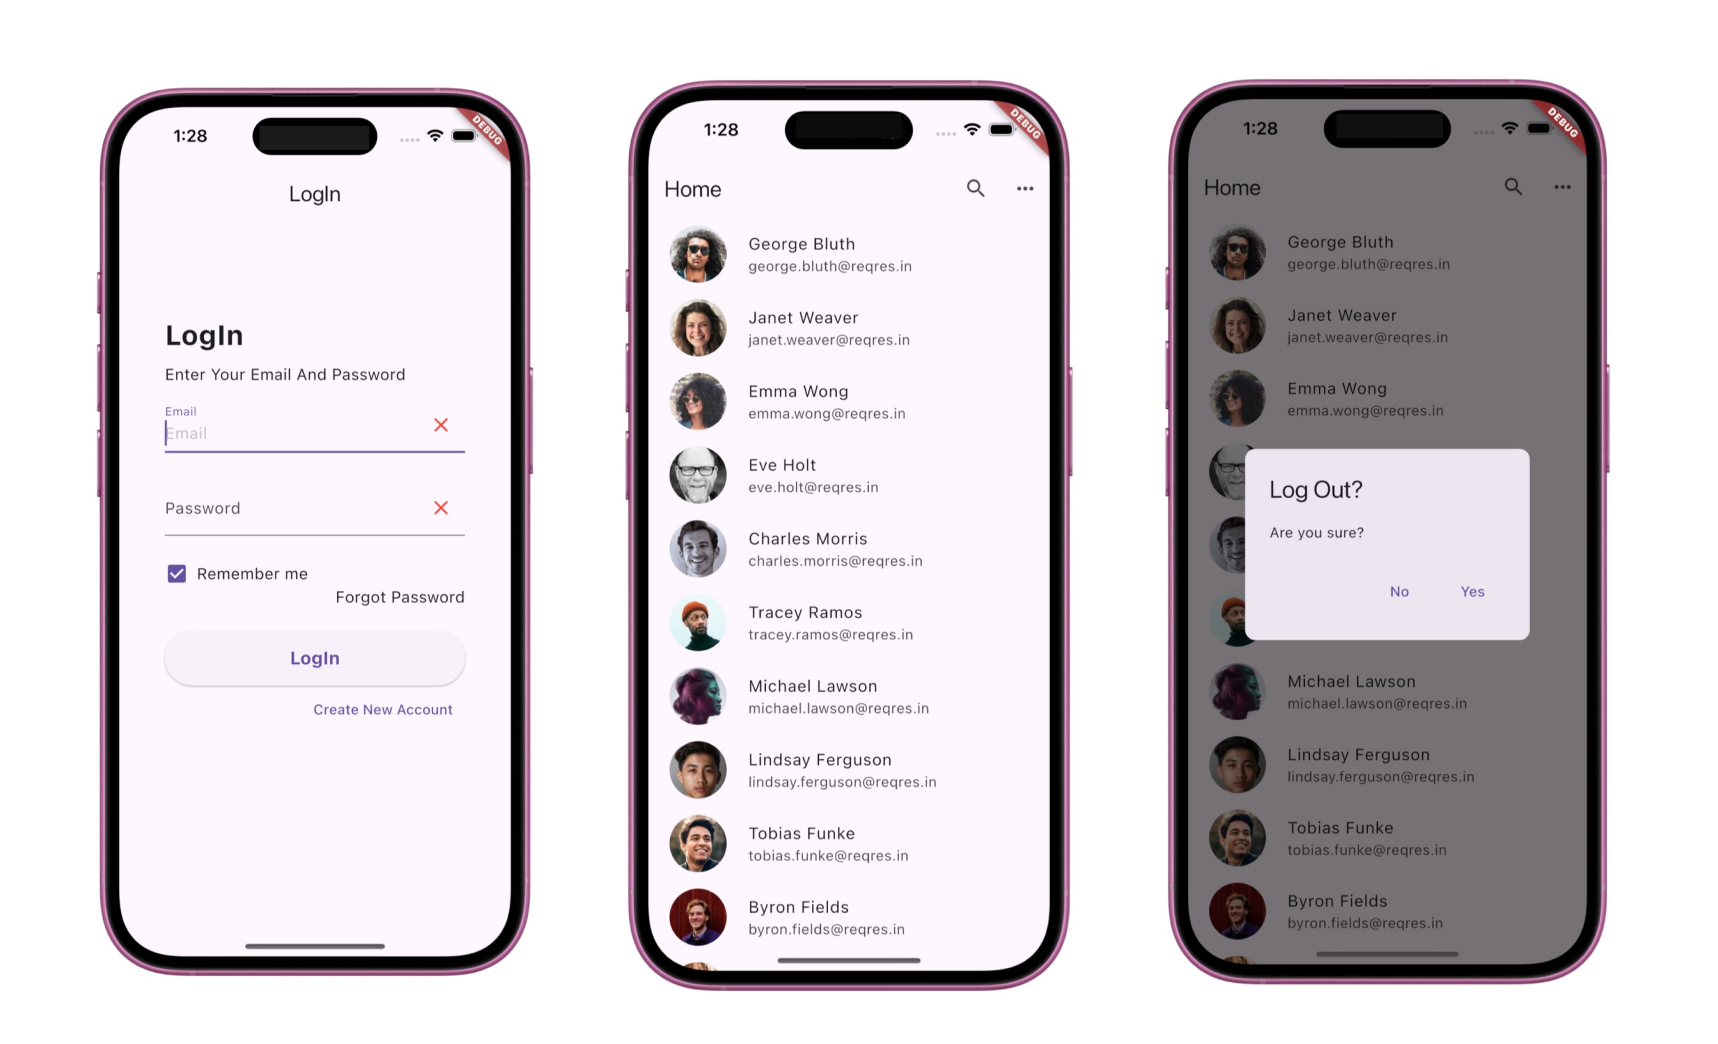 1:28
DEBUG
LogIn
LogIn
Enter Your Email And Password
Email
Email
Password
Remember me
Forgot Password
LogIn
Create New Account
1:28
DEBUG
Home
George Bluth
george.bluth@reqres.in
Janet Weaver
janet.weaver@reqres.in
Emma Wong
emma.wong@reqres.in
Eve Holt
eve.holt@reqres.in
Charles Morris
charles.morris@reqres.in
Tracey Ramos
tracey.ramos@reqres.in
Michael Lawson
michael.lawson@reqres.in
Lindsay Ferguson
lindsay.ferguson@reqres.in
Tobias Funke
tobias.funke@reqres.in
Byron Fields
byron.fields@reqres.in
1:28
DEBUG
Home
George Bluth
george.bluth@reqres.in
Janet Weaver
janet.weaver@reqres.in
Emma Wong
emma.wong@reqres.in
Log Out?
Are you sure?
No Yes
Michael Lawson
michael.lawson@reqres.in
Lindsay Ferguson
lindsay.ferguson@reqres.in
Tobias Funke
tobias.funke@reqres.in
Byron Fields
byron.fields@reqres.in